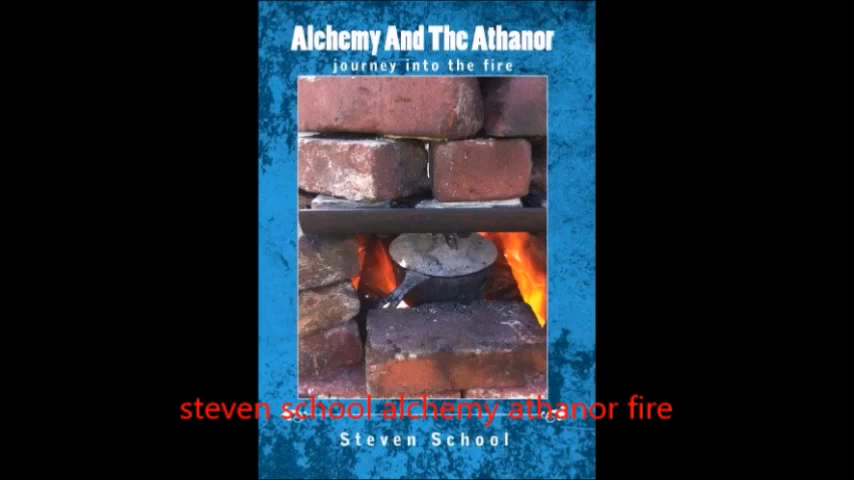 Alchemy And The Athanor
journey into the fire
steven school alchemy athanor fire
Steven School